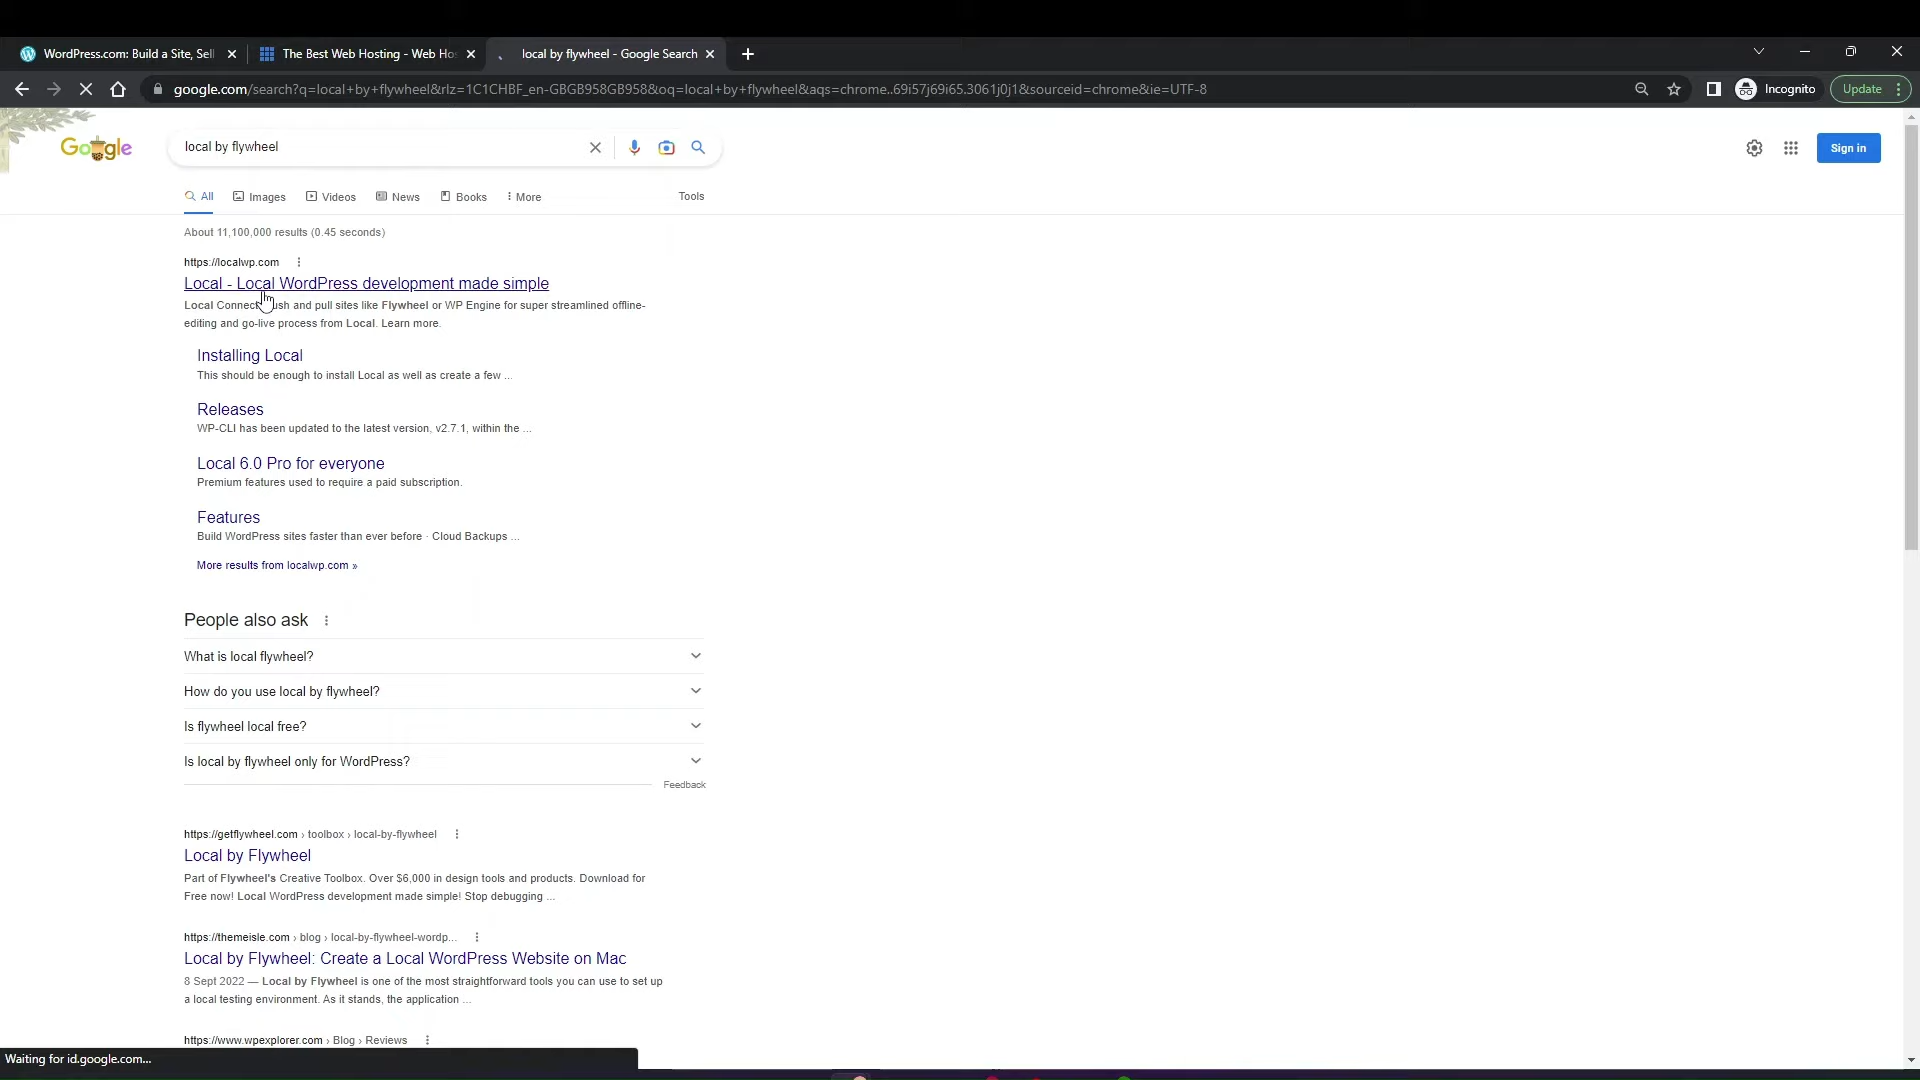 WordPress.com: Build a Site, Sell
The Best Web Hosting - Web Ho
local by flywheel - Google Search
google.com/search?q=local+by+flywheel&rlz=1C1CHBF_en-GBGB958GB958&oq=local+by+flywheel&aqs=chrome..69i57j69i65.3061j0j1&sourceid=chrome&ie=UTF-8
Incognito
Update
Google
local by flywheel
Sign in
All
Images
Videos
News
Books
More
Tools
About 11,100,000 results (0.45 seconds)
https://localwp.com
Local - Local WordPress development made simple
Local Connect ush and pull sites like Flywheel or WP Engine for super streamlined offline-
editing and go-live process from Local. Learn more.
Installing Local
This should be enough to install Local as well as create a few ...
Releases
WP-CLI has been updated to the latest version, v2.7.1, within the ...
Local 6.0 Pro for everyone
Premium features used to require a paid subscription.
Features
Build WordPress sites faster than ever before · Cloud Backups ...
More results from localwp.com »
People also ask
What is local flywheel?
How do you use local by flywheel?
Is flywheel local free?
Is local by flywheel only for WordPress?
Feedback
https://getflywheel.com › toolbox › local-by-flywheel
Local by Flywheel
Part of Flywheel's Creative Toolbox. Over $6,000 in design tools and products. Download for
Free now! Local WordPress development made simple! Stop debugging ...
https://themeisle.com › blog › local-by-flywheel-wordp...
Local by Flywheel: Create a Local WordPress Website on Mac
8 Sept 2022 — Local by Flywheel is one of the most straightforward tools you can use to set up
a local testing environment. As it stands, the application ...
https://www.wpexplorer.com › Blog › Reviews
Waiting for id.google.com...